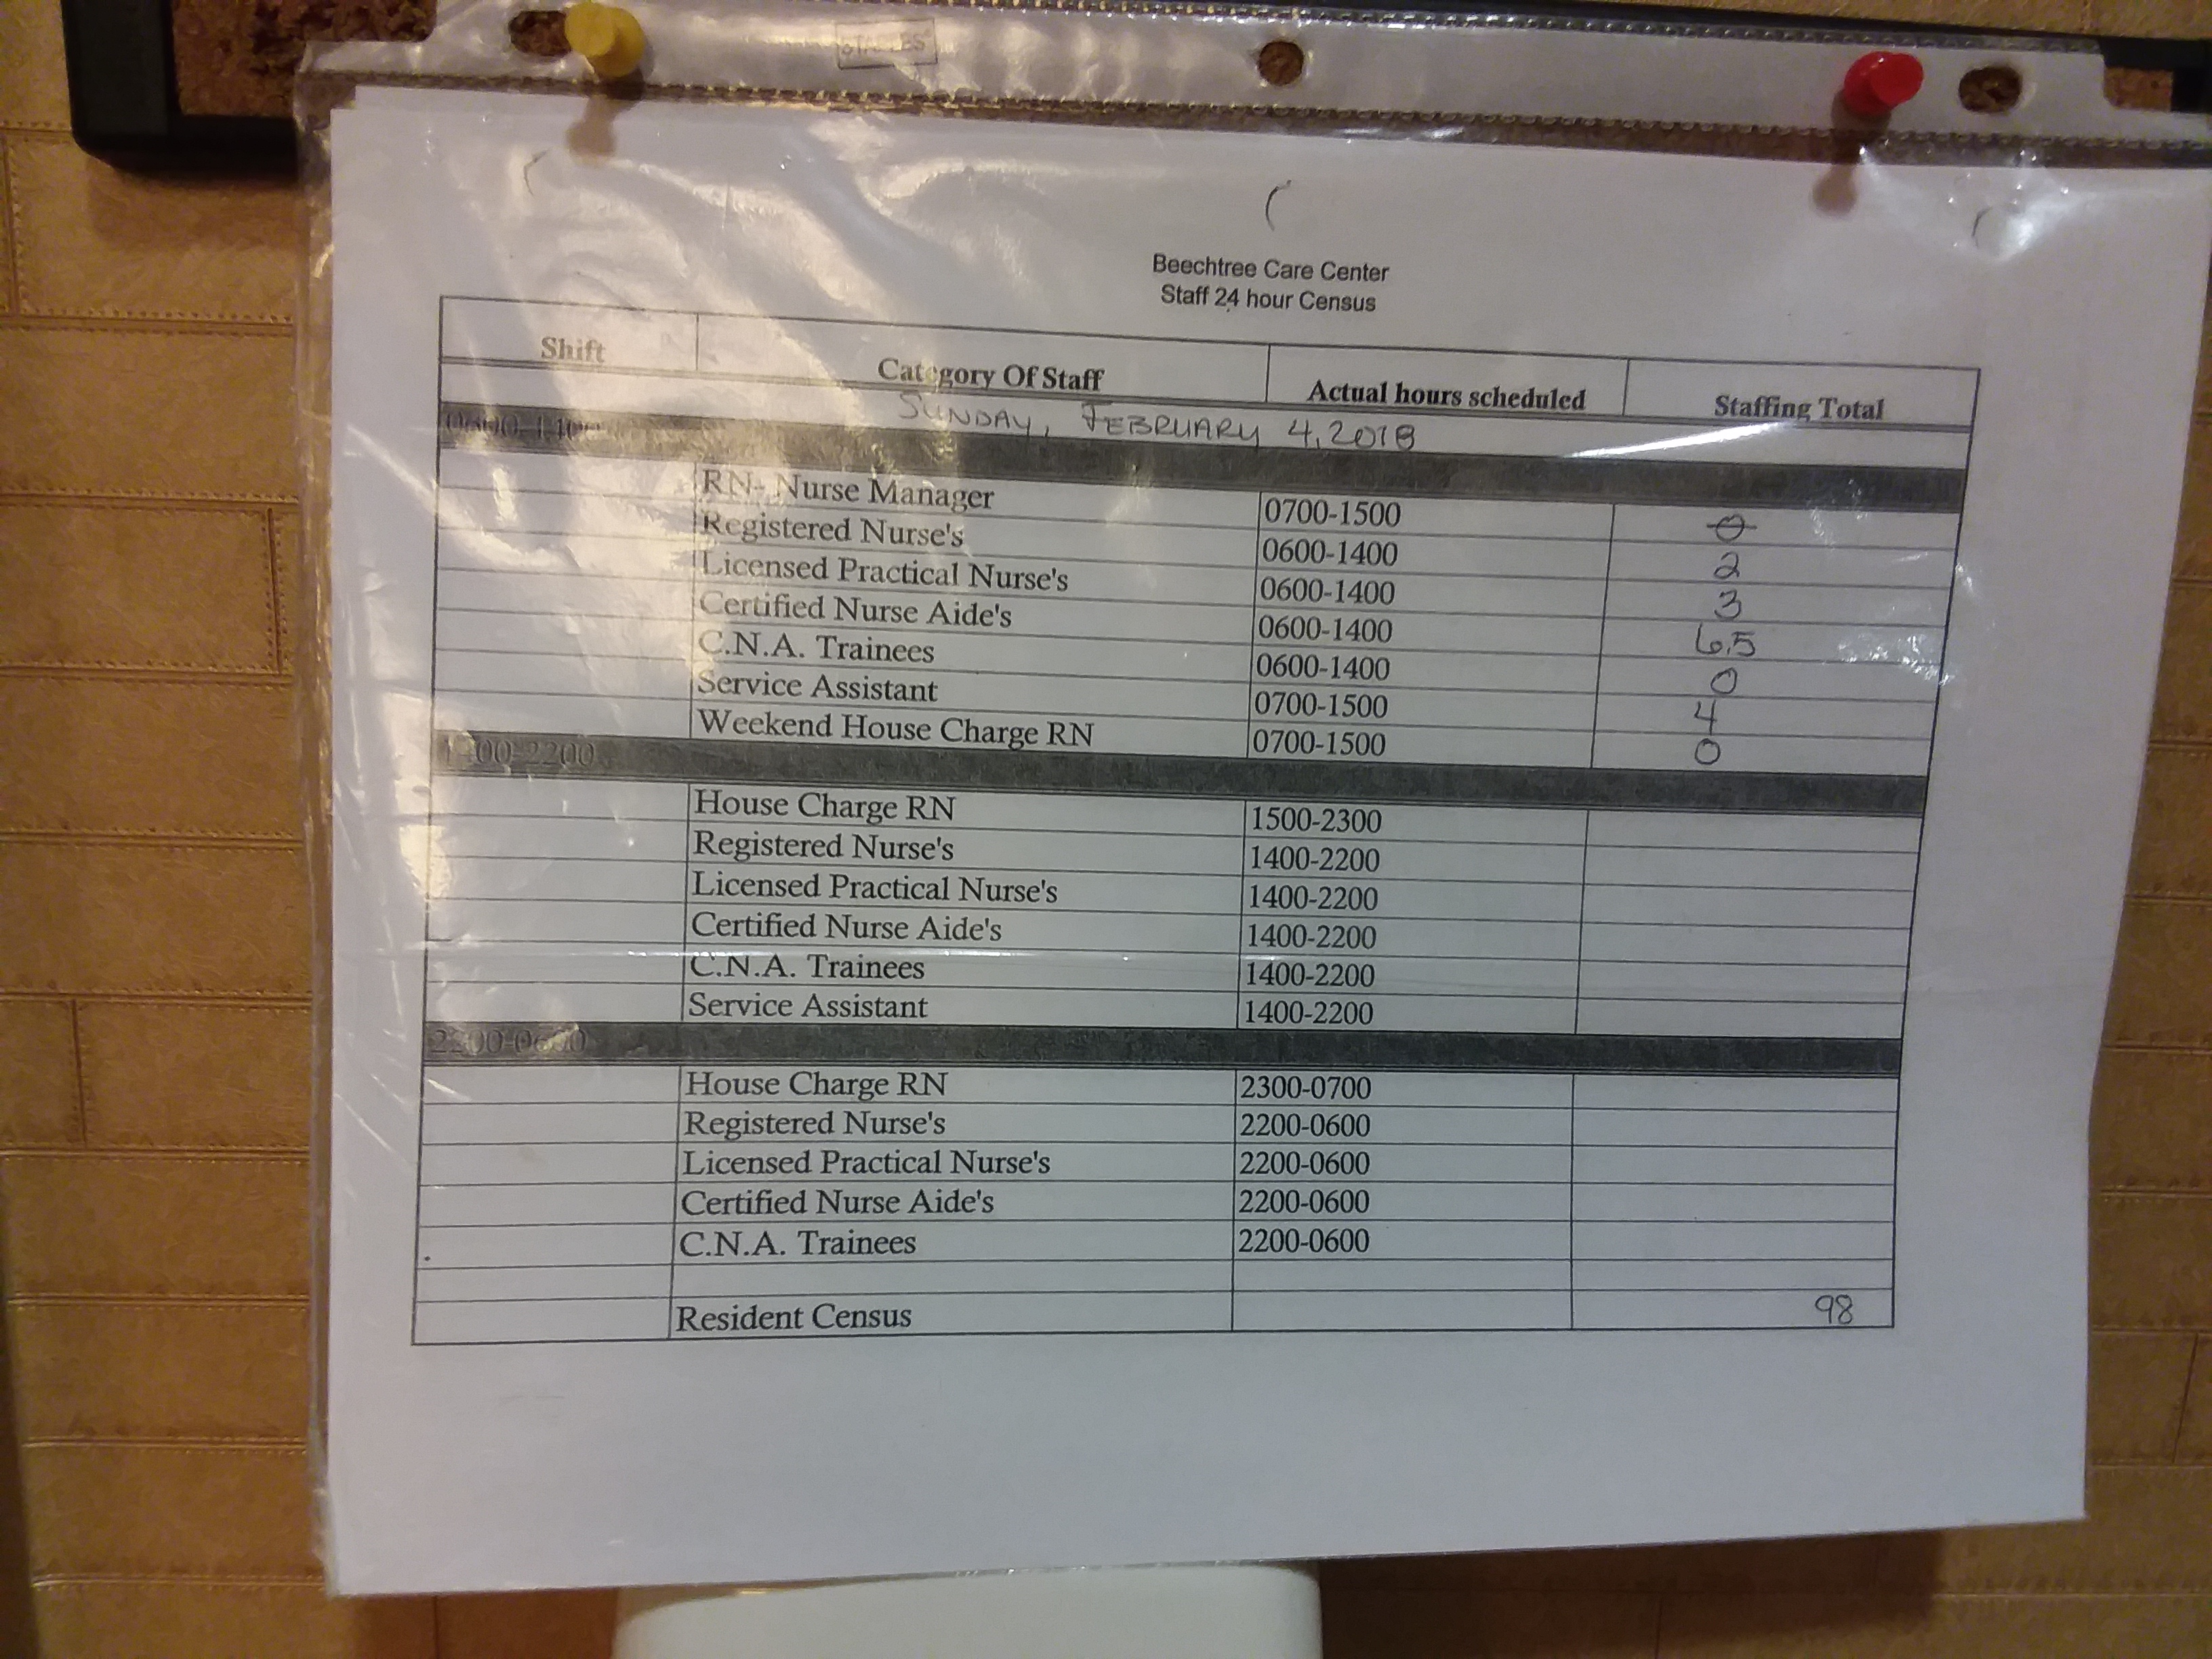 STAPLES
Beechtree Care Center
Staff 24 hour Census
Shift Category Of Staff Actual hours scheduled Staffing Total
SUNDAY, FEBRUARY 4, 2018
0600-1400
RN- Nurse Manager 0700-1500 0
Registered Nurse's 0600-1400 2
Licensed Practical Nurse's 0600-1400 3
Certified Nurse Aide's 0600-1400 6.5
C.N.A. Trainees 0600-1400 0
Service Assistant 0700-1500 4
Weekend House Charge RN 0700-1500 0
1400-2200
House Charge RN 1500-2300
Registered Nurse's 1400-2200
Licensed Practical Nurse's 1400-2200
Certified Nurse Aide's 1400-2200
C.N.A. Trainees 1400-2200
Service Assistant 1400-2200
2200-0600
House Charge RN 2300-0700
Registered Nurse's 2200-0600
Licensed Practical Nurse's 2200-0600
Certified Nurse Aide's 2200-0600
C.N.A. Trainees 2200-0600
Resident Census 98